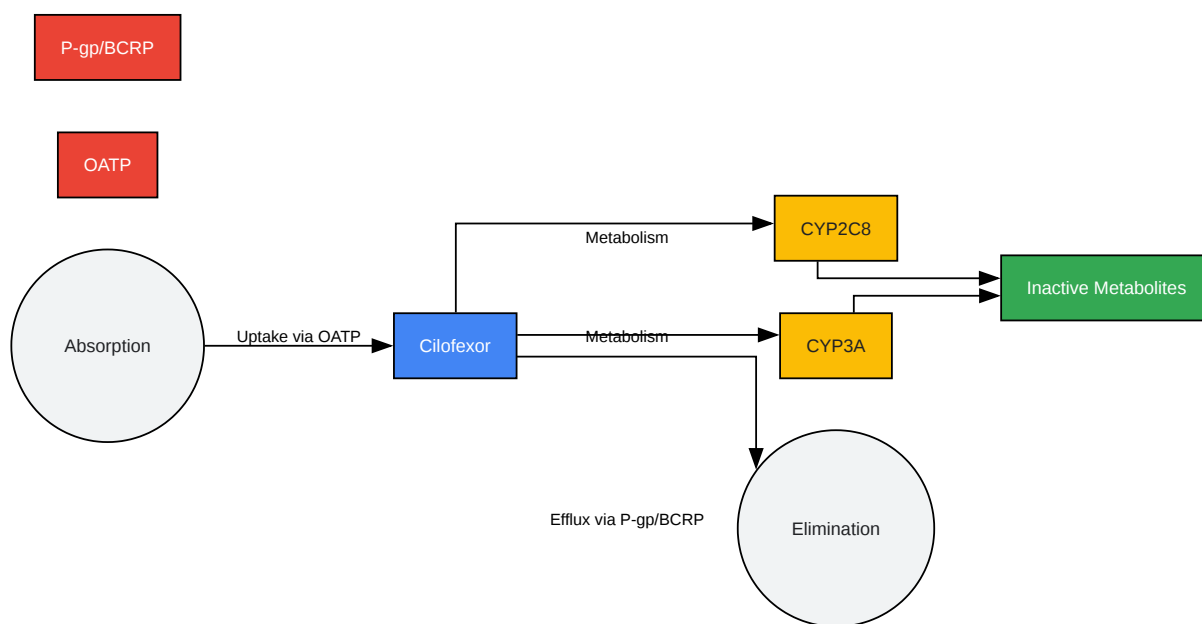 P-gp/BCRP
OATP
Absorption
Uptake via OATP
Cilofexor
Metabolism
Metabolism
CYP2C8
CYP3A
Inactive Metabolites
Efflux via P-gp/BCRP
Elimination